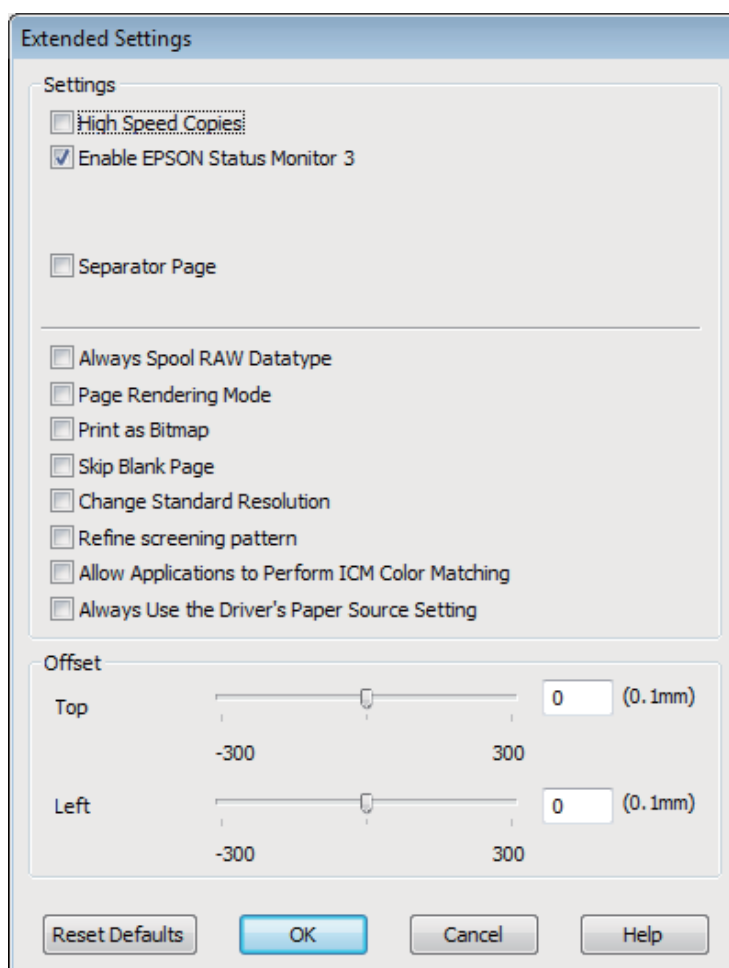 Extended Settings
Settings
High Speed Copies
Enable EPSON Status Monitor 3
Separator Page
Always Spool RAW Datatype
Page Rendering Mode
Print as Bitmap
Skip Blank Page
Change Standard Resolution
Refine screening pattern
Allow Applications to Perform ICM Color Matching
Always Use the Driver's Paper Source Setting
Offset
Top 0 (0.1mm)
-300 300
Left 0 (0.1mm)
-300 300
Reset Defaults OK Cancel Help